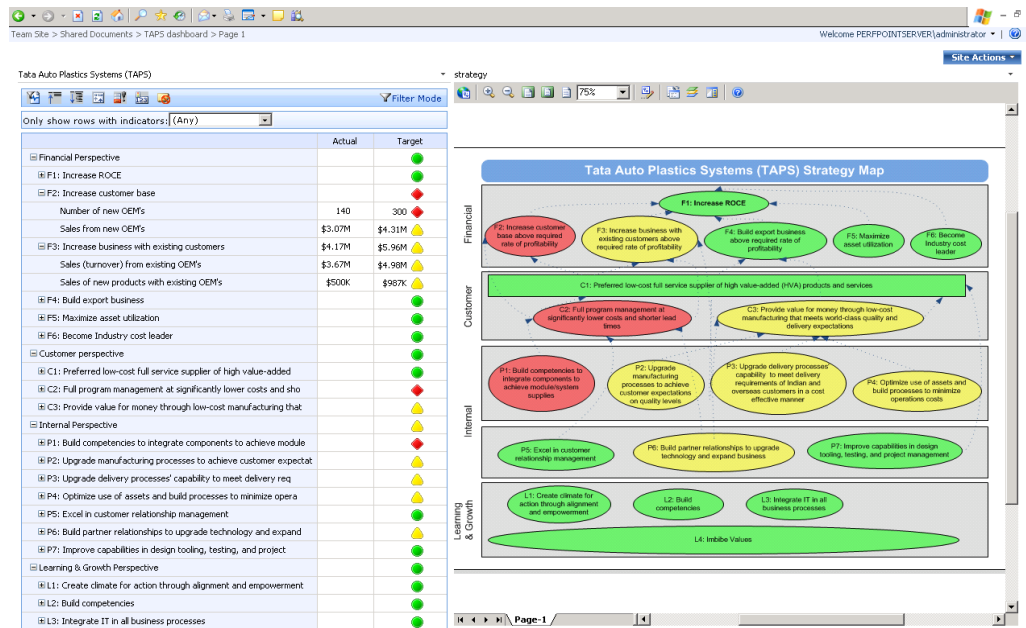 Team Site > Shared Documents > TAPS dashboard > Page 1
Welcome PERFPOINTSERVER\administrator
Site Actions
Tata Auto Plastics Systems (TAPS)
Filter Mode
Only show rows with indicators: (Any)
Actual Target
Financial Perspective
F1: Increase ROCE
F2: Increase customer base
Number of new OEM's 140 300
Sales from new OEM's $3.07M $4.31M
F3: Increase business with existing customers $4.17M $5.96M
Sales (turnover) from existing OEM's $3.67M $4.98M
Sales of new products with existing OEM's $500K $987K
F4: Build export business
F5: Maximize asset utilization
F6: Become Industry cost leader
Customer perspective
C1: Preferred low-cost full service supplier of high value-added
C2: Full program management at significantly lower costs and sho
C3: Provide value for money through low-cost manufacturing that
Internal Perspective
P1: Build competencies to integrate components to achieve module
P2: Upgrade manufacturing processes to achieve customer expectat
P3: Upgrade delivery processes' capability to meet delivery req
P4: Optimize use of assets and build processes to minimize opera
P5: Excel in customer relationship management
P6: Build partner relationships to upgrade technology and expand
P7: Improve capabilities in design tooling, testing, and project
Learning & Growth Perspective
L1: Create climate for action through alignment and empowerment
L2: Build competencies
L3: Integrate IT in all business processes
strategy
75%
Tata Auto Plastics Systems (TAPS) Strategy Map
Financial
F1: Increase ROCE
F2: Increase customer
base above required
rate of profitability
F3: Increase business with
existing customers above
required rate of profitability
F4: Build export business
above required rate of
profitability
F5: Maximize
asset utilization
F6: Become
Industry cost
leader
Customer
C1: Preferred low-cost full service supplier of high value-added (HVA) products and services
C2: Full program management at
significantly lower costs and shorter lead
times
C3: Provide value for money through low-cost
manufacturing that meets world-class quality and
delivery expectations
Internal
P1: Build competencies to
integrate components to
achieve module/system
supplies
P2: Upgrade
manufacturing
processes to achieve
customer expectations
on quality levels
P3: Upgrade delivery processes'
capability to meet delivery
requirements of Indian and
overseas customers in a cost
effective manner
P4: Optimize use of assets and
build processes to minimize
operations costs
P5: Excel in customer
relationship management
P6: Build partner relationships to upgrade
technology and expand business
P7: Improve capabilities in design
tooling, testing, and project management
Learning
& Growth
L1: Create climate for
action through alignment
and empowerment
L2: Build
competencies
L3: Integrate IT in all
business processes
L4: Imbibe Values
Page-1